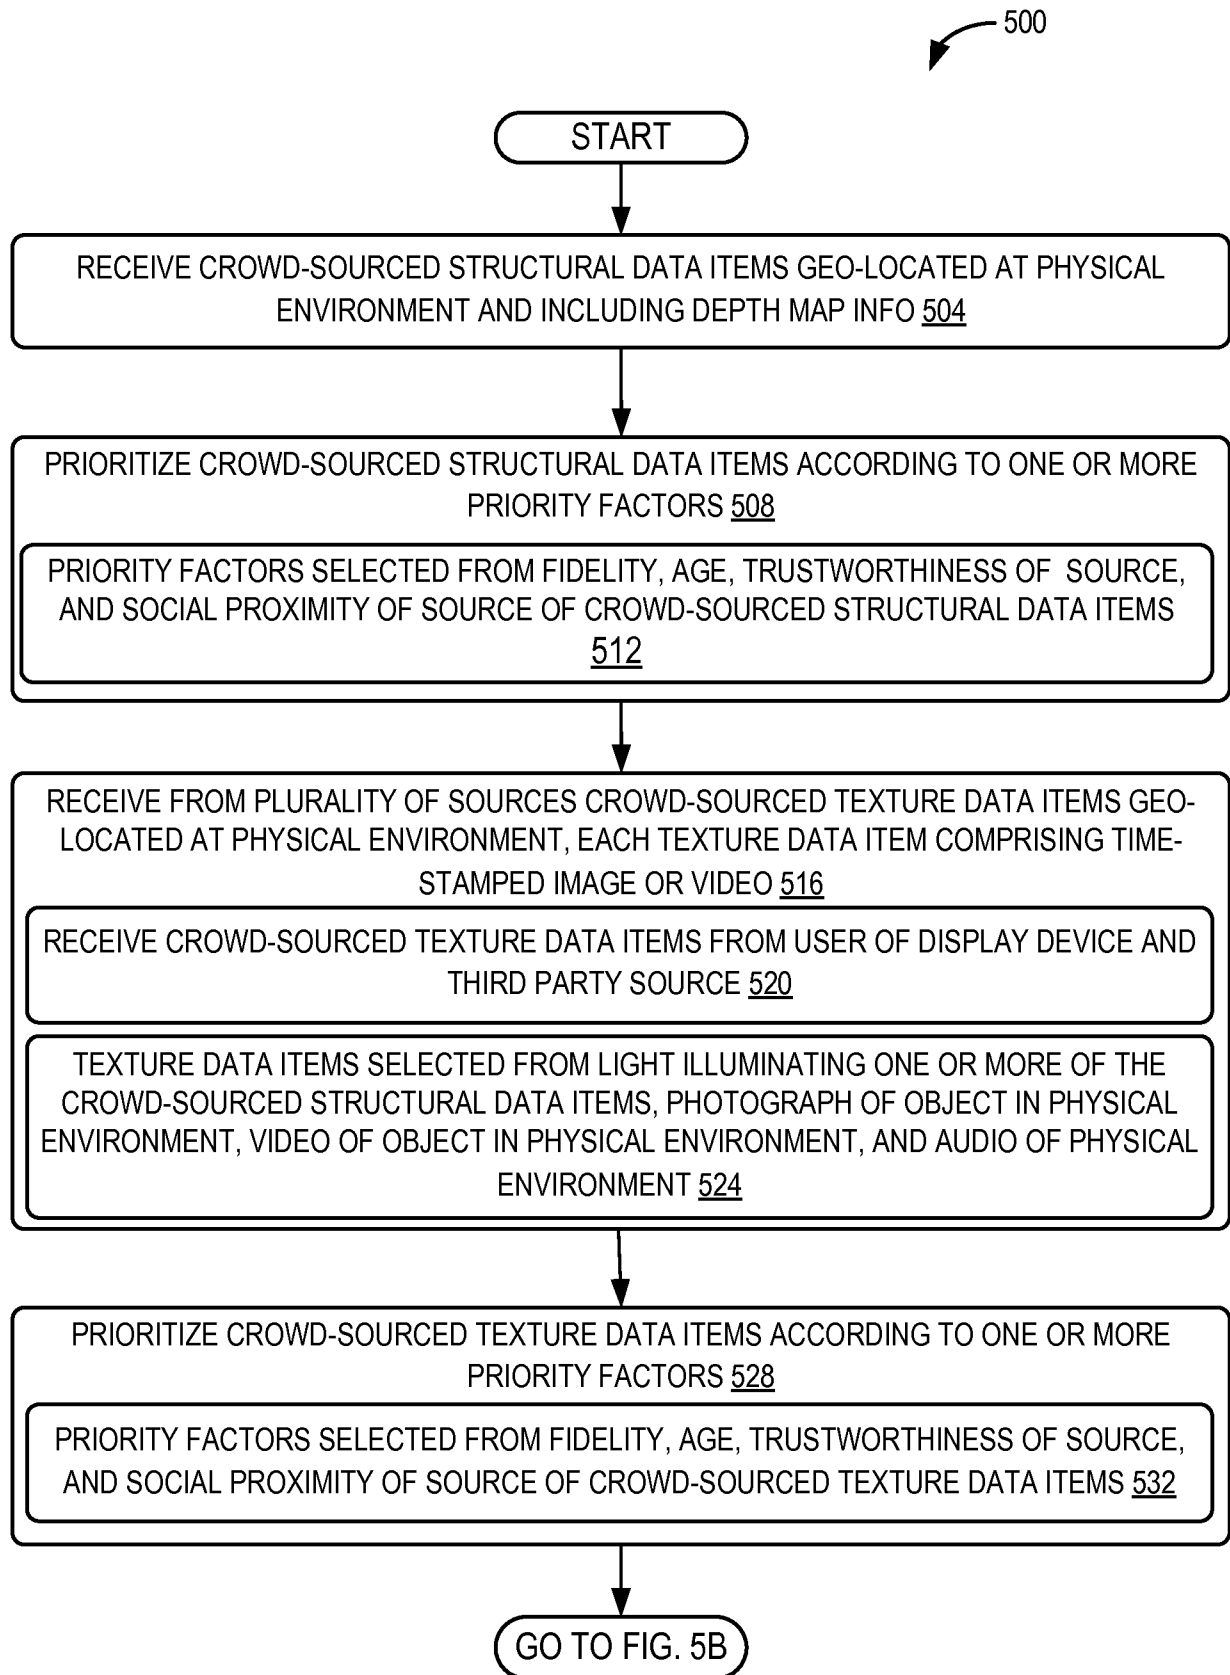 500
START
RECEIVE CROWD-SOURCED STRUCTURAL DATA ITEMS GEO-LOCATED AT PHYSICAL
ENVIRONMENT AND INCLUDING DEPTH MAP INFO 504
PRIORITIZE CROWD-SOURCED STRUCTURAL DATA ITEMS ACCORDING TO ONE OR MORE
PRIORITY FACTORS 508
PRIORITY FACTORS SELECTED FROM FIDELITY, AGE, TRUSTWORTHINESS OF SOURCE,
AND SOCIAL PROXIMITY OF SOURCE OF CROWD-SOURCED STRUCTURAL DATA ITEMS
512
RECEIVE FROM PLURALITY OF SOURCES CROWD-SOURCED TEXTURE DATA ITEMS GEO-
LOCATED AT PHYSICAL ENVIRONMENT, EACH TEXTURE DATA ITEM COMPRISING TIME-
STAMPED IMAGE OR VIDEO 516
RECEIVE CROWD-SOURCED TEXTURE DATA ITEMS FROM USER OF DISPLAY DEVICE AND
THIRD PARTY SOURCE 520
TEXTURE DATA ITEMS SELECTED FROM LIGHT ILLUMINATING ONE OR MORE OF THE
CROWD-SOURCED STRUCTURAL DATA ITEMS, PHOTOGRAPH OF OBJECT IN PHYSICAL
ENVIRONMENT, VIDEO OF OBJECT IN PHYSICAL ENVIRONMENT, AND AUDIO OF PHYSICAL
ENVIRONMENT 524
PRIORITIZE CROWD-SOURCED TEXTURE DATA ITEMS ACCORDING TO ONE OR MORE
PRIORITY FACTORS 528
PRIORITY FACTORS SELECTED FROM FIDELITY, AGE, TRUSTWORTHINESS OF SOURCE,
AND SOCIAL PROXIMITY OF SOURCE OF CROWD-SOURCED TEXTURE DATA ITEMS 532
GO TO FIG. 5B